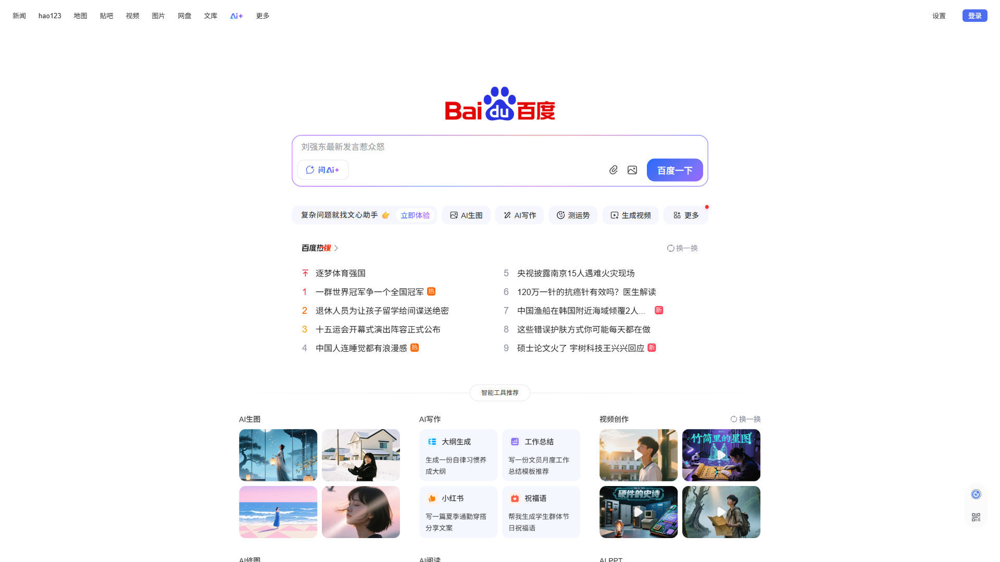 新闻 hao123 地图 贴吧 视频 图片 网盘 文库 Ai+ 更多 设置 登录
Bai du 百度
刘强东最新发言惹众怒
问Ai+ 百度一下
复杂问题就找文心助手 立即体验 AI生图 AI写作 测运势 生成视频 更多
百度热搜 换一换
逐梦体育强国
1 一群世界冠军争一个全国冠军 热
2 退休人员为让孩子留学给间谍送绝密
3 十五运会开幕式演出阵容正式公布
4 中国人连睡觉都有浪漫感 热
5 央视披露南京15人遇难火灾现场
6 120万一针的抗癌针有效吗？医生解读
7 中国渔船在韩国附近海域倾覆2人... 新
8 这些错误护肤方式你可能每天都在做
9 硕士论文火了 宇树科技王兴兴回应 新
智能工具推荐
AI生图
AI写作
大纲生成
生成一份自律习惯养
成大纲
工作总结
写一份文员月度工作
总结模板推荐
小红书
写一篇夏季通勤穿搭
分享文案
祝福语
帮我生成学生群体节
日祝福语
视频创作 换一换
竹简里的星图
硬件的史诗
AI修图 AI阅读 AI PPT